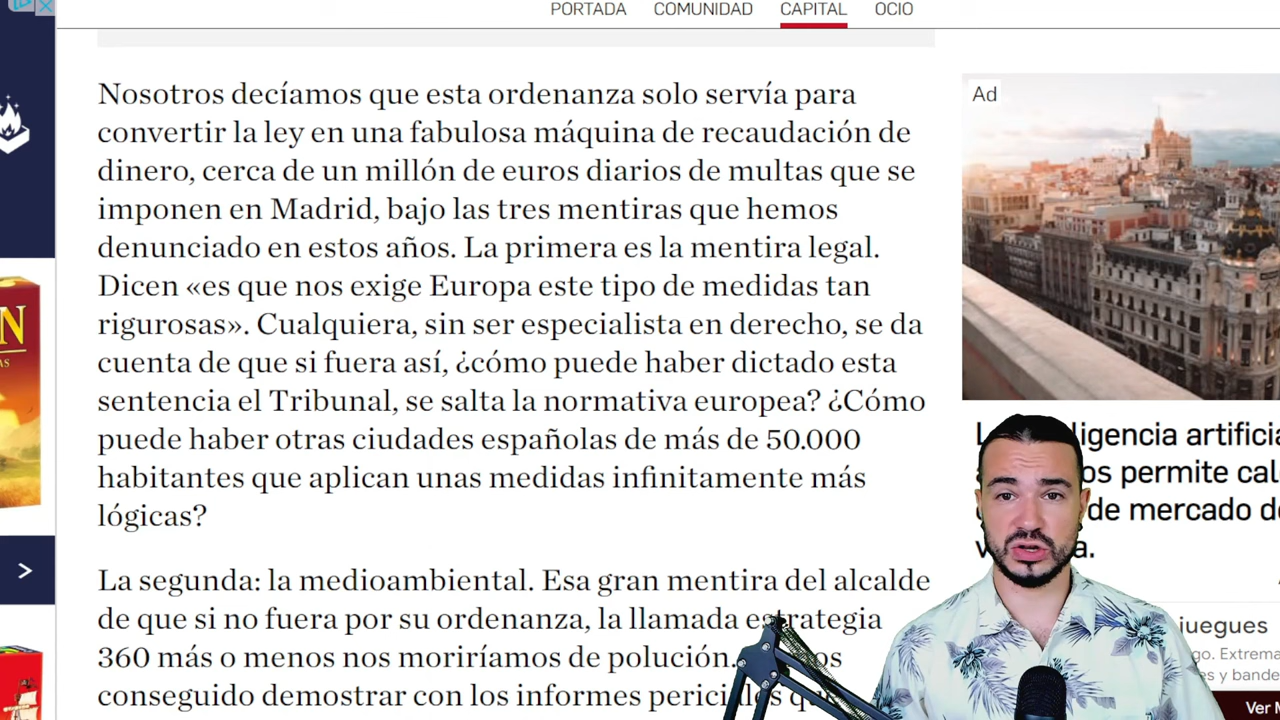 PORTADA COMUNIDAD CAPITAL OCIO
Nosotros decíamos que esta ordenanza solo servía para
convertir la ley en una fabulosa máquina de recaudación de
dinero, cerca de un millón de euros diarios de multas que se
imponen en Madrid, bajo las tres mentiras que hemos
denunciado en estos años. La primera es la mentira legal.
Dicen «es que nos exige Europa este tipo de medidas tan
rigurosas». Cualquiera, sin ser especialista en derecho, se da
cuenta de que si fuera así, ¿cómo puede haber dictado esta
sentencia el Tribunal, se salta la normativa europea? ¿Cómo
puede haber otras ciudades españolas de más de 50.000
habitantes que aplican unas medidas infinitamente más
lógicas?
La segunda: la medioambiental. Esa gran mentira del alcalde
de que si no fuera por su ordenanza, la llamada estrategia
360 más o menos nos moriríamos de polución.
conseguido demostrar con los informes
Ad
artificia
permite
de mercado
juegues
Extrema
Ver